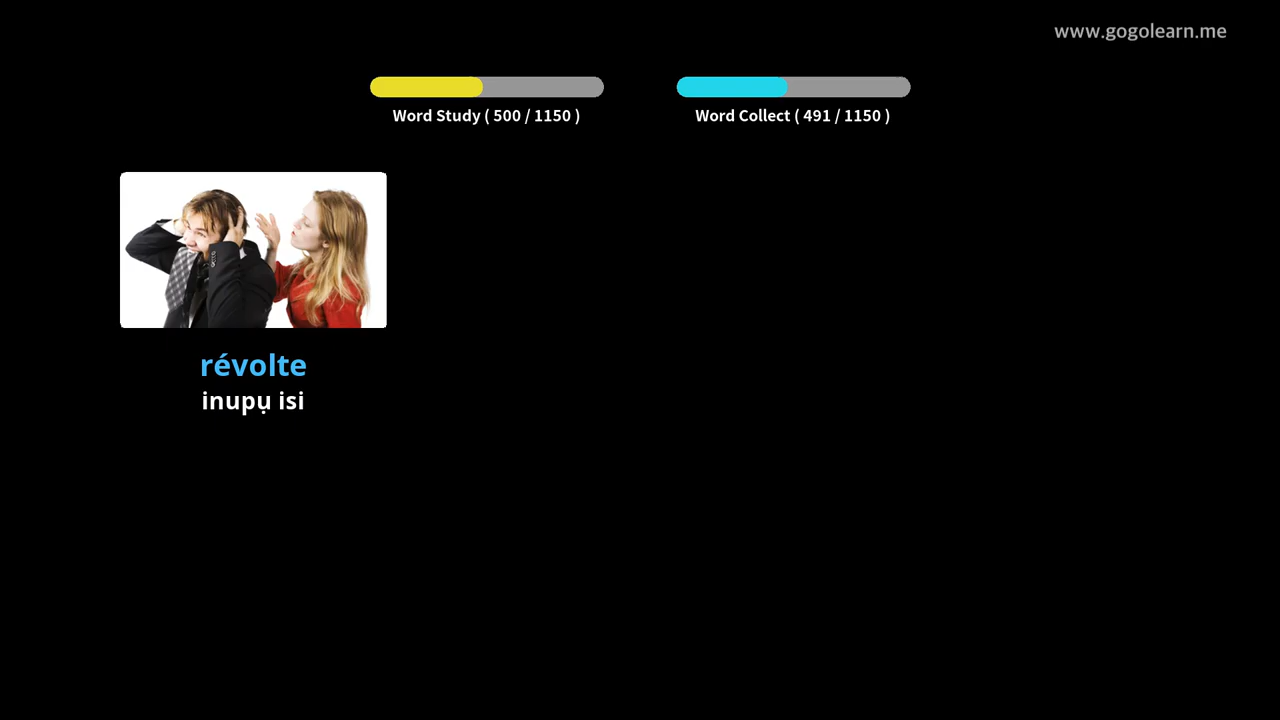 www.gogolearn.me
Word Study ( 500 / 1150 )
Word Collect ( 491 / 1150 )
révolte
inupụ isi